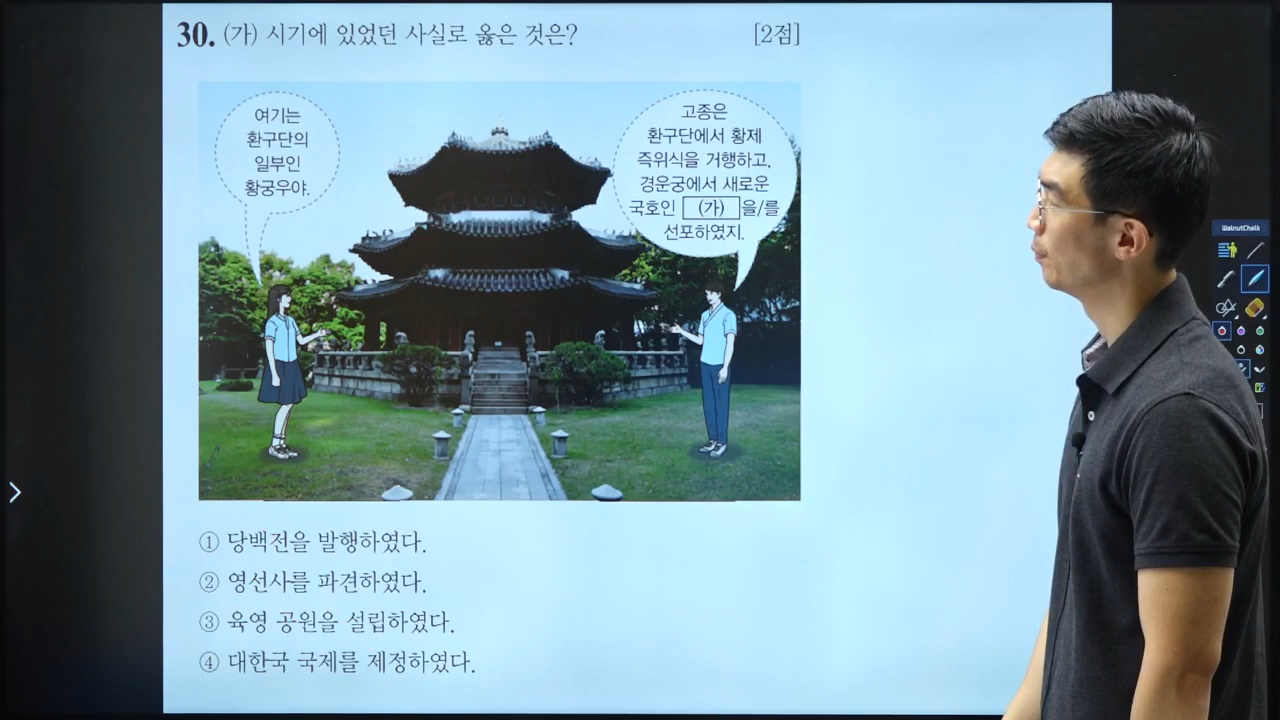 30. (가) 시기에 있었던 사실로 옳은 것은? [2점]
여기는
환구단의
일부인
황궁우야.
고종은
환구단에서 황제
즉위식을 거행하고,
경운궁에서 새로운
국호인 (가) 을/를
선포하였지.
① 당백전을 발행하였다.
② 영선사를 파견하였다.
③ 육영 공원을 설립하였다.
④ 대한국 국제를 제정하였다.
WalnutChalk